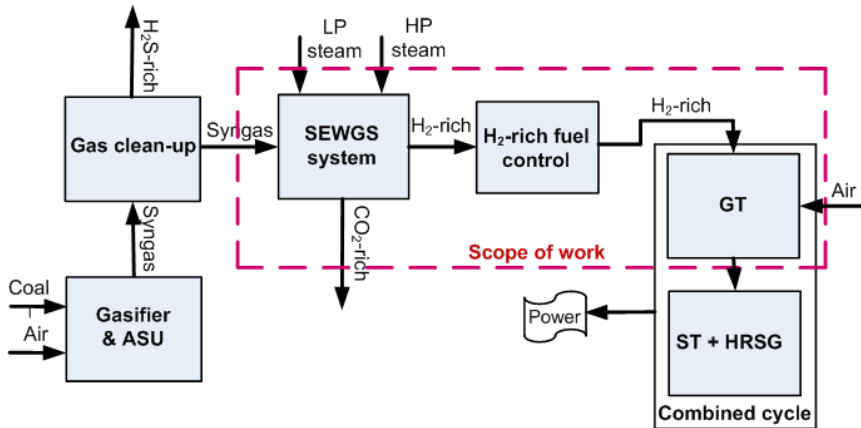 H₂S-rich
LP
steam
HP
steam
Gas clean-up
Syngas
SEWGS
system
H₂-rich
H₂-rich fuel
control
H₂-rich
GT
Air
Syngas
CO₂-rich
Scope of work
Coal
Air
Gasifier
& ASU
Power
ST + HRSG
Combined cycle